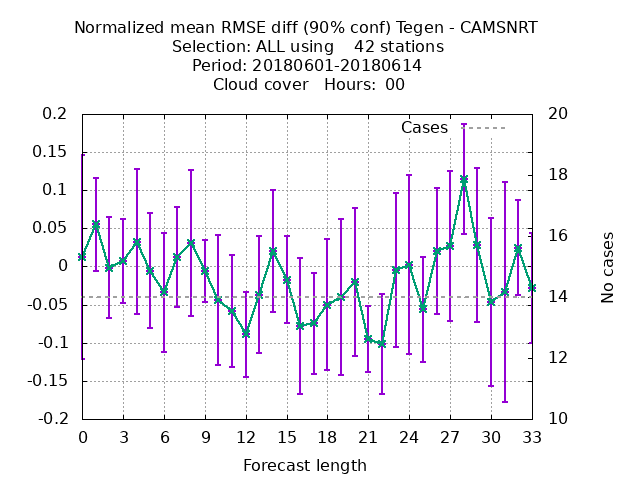 Normalized mean RMSE diff (90% conf) Tegen - CAMSNRT
Selection: ALL using    42 stations
Period: 20180601-20180614
Cloud cover   Hours:  00
Cases
0.2
0.15
0.1
0.05
0
-0.05
-0.1
-0.15
-0.2
20
18
16
14
12
10
No cases
0 3 6 9 12 15 18 21 24 27 30 33
Forecast length